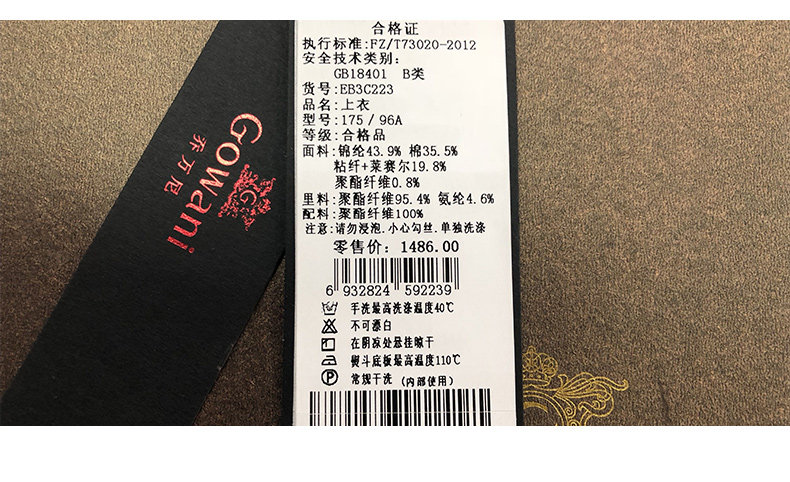 Gowani
乔万尼
G
合格证
执行标准:FZ/T73020-2012
安全技术类别:
GB18401 B类
货号:EB3C223
品名:上衣
型号:175/96A
等级:合格品
面料:锦纶43.9% 棉35.5%
粘纤+莱赛尔19.8%
聚酯纤维0.8%
里料:聚酯纤维95.4% 氨纶4.6%
配料:聚酯纤维100%
注意:请勿浸泡.小心勾丝.单独洗涤
零售价: 1486.00
6 932824 592239
手洗最高洗涤温度40℃
不可漂白
在阴凉处悬挂晾干
熨斗底板最高温度110℃
P 常规干洗 (内部使用)